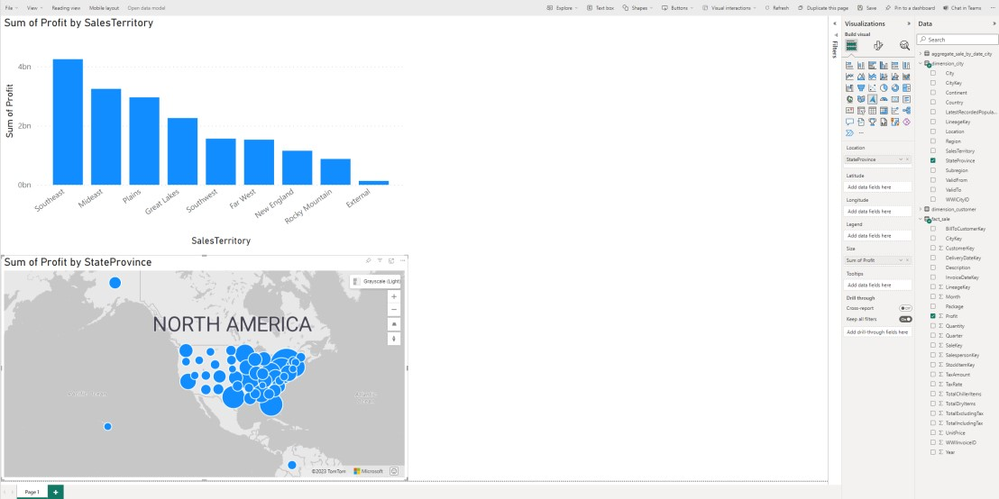 File
View
Reading view
Mobile layout
Open data model
Explore
Text box
Shapes
Buttons
Visual interactions
Refresh
Duplicate this page
Save
Pin to a dashboard
Chat in Teams
Sum of Profit by SalesTerritory
Sum of Profit
4bn
2bn
0bn
Southeast
Mideast
Plains
Great Lakes
Southwest
Far West
New England
Rocky Mountain
External
SalesTerritory
Sum of Profit by StateProvince
Grayscale (Light)
NORTH AMERICA
©2023 TomTom
Microsoft
Page 1
Filters
Visualizations
Build visual
Location
StateProvince
Latitude
Add data fields here
Longitude
Add data fields here
Legend
Add data fields here
Size
Sum of Profit
Tooltips
Add data fields here
Drill through
Cross-report
Off
Keep all filters
On
Add drill-through fields here
Data
Search
aggregate_sale_by_date_city
dimension_city
City
CityKey
Continent
Country
LatestRecordedPopula...
LineageKey
Location
Region
SalesTerritory
StateProvince
Subregion
ValidFrom
ValidTo
WWICityID
dimension_customer
fact_sale
BillToCustomerKey
CityKey
CustomerKey
DeliveryDateKey
Description
InvoiceDateKey
LineageKey
Month
Package
Profit
Quantity
Quarter
SaleKey
SalespersonKey
StockItemKey
TaxAmount
TaxRate
TotalChillerItems
TotalDryItems
TotalExcludingTax
TotalIncludingTax
UnitPrice
WWIInvoiceID
Year